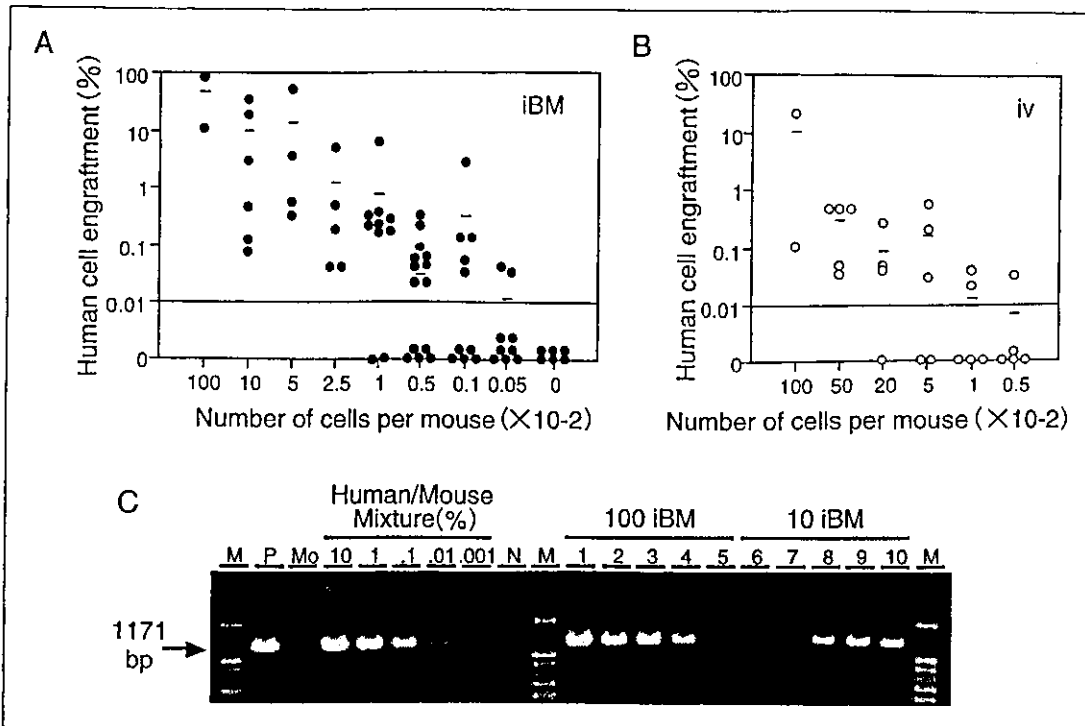 A
Human cell engraftment (%)
100
10
1
0.1
0.01
0
iBM
100 10 5 2.5 1 0.5 0.1 0.05 0
Number of cells per mouse (×10-2)
B
Human cell engraftment (%)
100
10
1
0.1
0.01
0
iv
100 50 20 5 1 0.5
Number of cells per mouse (×10-2)
C
Human/Mouse
Mixture(%)
100 iBM
10 iBM
M P Mo 10 1 .1 .01 .001 N M 1 2 3 4 5 6 7 8 9 10 M
1171
bp